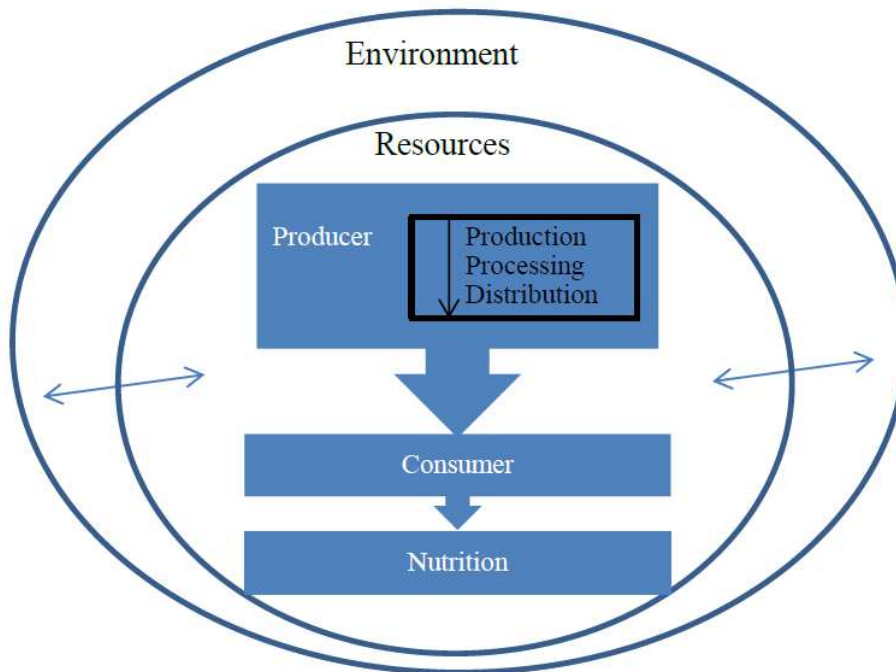 Environment
Resources
Producer
Production
Processing
Distribution
Consumer
Nutrition